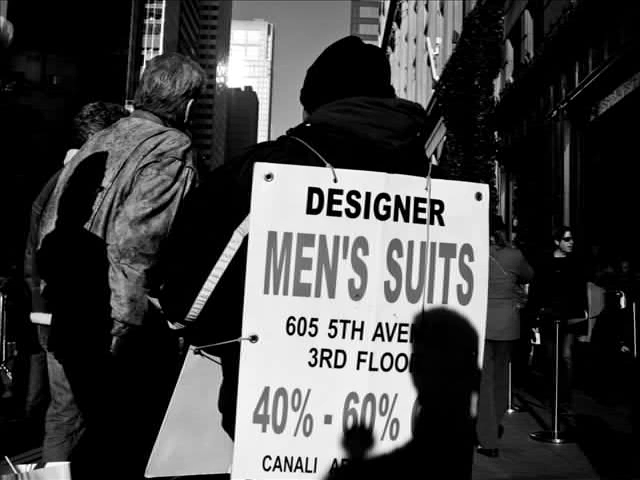 DESIGNER
MEN'S SUITS
605 5TH AVE
3RD FLOO
40% - 60%
CANALI